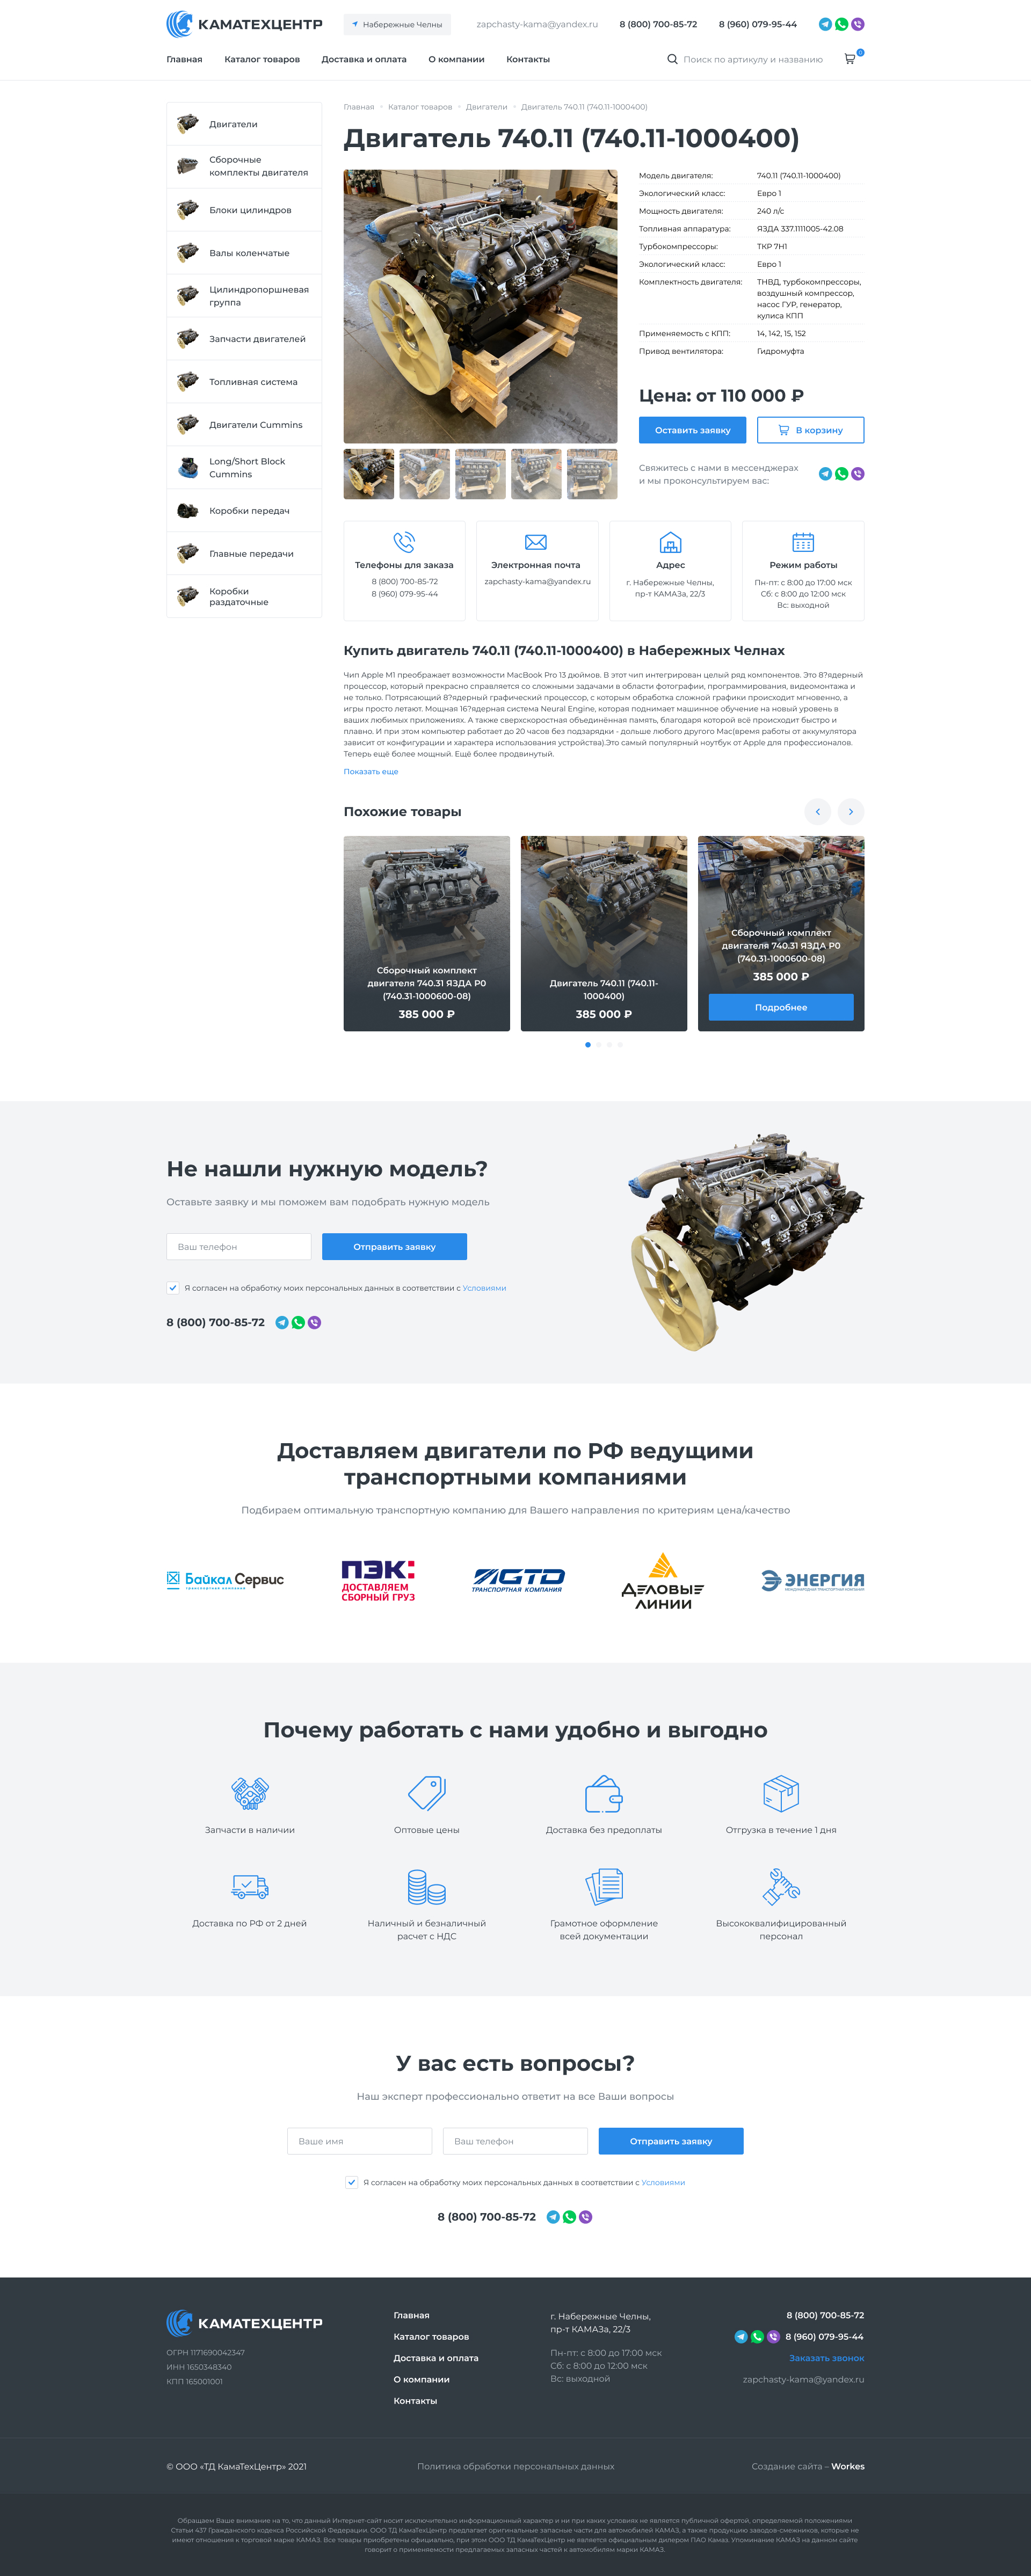 КАМАТЕХЦЕНТР
Набережные Челны
zapchasty-kama@yandex.ru
8 (800) 700-85-72
8 (960) 079-95-44
Главная
Каталог товаров
Доставка и оплата
О компании
Контакты
Поиск по артикулу и названию
0
Двигатели
Сборочные
комплекты двигателя
Блоки цилиндров
Валы коленчатые
Цилиндропоршневая
группа
Запчасти двигателей
Топливная система
Двигатели Cummins
Long/Short Block
Cummins
Коробки передач
Главные передачи
Коробки
раздаточные
Главная
Каталог товаров
Двигатели
Двигатель 740.11 (740.11-1000400)
Двигатель 740.11 (740.11-1000400)
Модель двигателя: 740.11 (740.11-1000400)
Экологический класс: Евро 1
Мощность двигателя: 240 л/с
Топливная аппаратура: ЯЗДА 337.1111005-42.08
Турбокомпрессоры: ТКР 7Н1
Экологический класс: Евро 1
Комплектность двигателя: ТНВД, турбокомпрессоры,
воздушный компрессор,
насос ГУР, генератор,
кулиса КПП
Применяемость с КПП: 14, 142, 15, 152
Привод вентилятора: Гидромуфта
Цена: от 110 000 ₽
Оставить заявку
В корзину
Свяжитесь с нами в мессенджерах
и мы проконсультируем вас:
Телефоны для заказа
8 (800) 700-85-72
8 (960) 079-95-44
Электронная почта
zapchasty-kama@yandex.ru
Адрес
г. Набережные Челны,
пр-т КАМАЗа, 22/3
Режим работы
Пн-пт: с 8:00 до 17:00 мск
Сб: с 8:00 до 12:00 мск
Вс: выходной
Купить двигатель 740.11 (740.11-1000400) в Набережных Челнах
Чип Apple M1 преображает возможности MacBook Pro 13 дюймов. В этот чип интегрирован целый ряд компонентов. Это 8?ядерный
процессор, который прекрасно справляется со сложными задачами в области фотографии, программирования, видеомонтажа и
не только. Потрясающий 8?ядерный графический процессор, с которым обработка сложной графики происходит мгновенно, а
игры просто летают. Мощная 16?ядерная система Neural Engine, которая поднимает машинное обучение на новый уровень в
ваших любимых приложениях. А также сверхскоростная объединённая память, благодаря которой всё происходит быстро и
плавно. И при этом компьютер работает до 20 часов без подзарядки - дольше любого другого Mac(время работы от аккумулятора
зависит от конфигурации и характера использования устройства).Это самый популярный ноутбук от Apple для профессионалов.
Теперь ещё более мощный. Ещё более продвинутый.
Показать еще
Похожие товары
Сборочный комплект
двигателя 740.31 ЯЗДА Р0
(740.31-1000600-08)
385 000 ₽
Двигатель 740.11 (740.11-
1000400)
385 000 ₽
Сборочный комплект
двигателя 740.31 ЯЗДА Р0
(740.31-1000600-08)
385 000 ₽
Подробнее
Не нашли нужную модель?
Оставьте заявку и мы поможем вам подобрать нужную модель
Ваш телефон
Отправить заявку
Я согласен на обработку моих персональных данных в соответствии с Условиями
8 (800) 700-85-72
Доставляем двигатели по РФ ведущими
транспортными компаниями
Подбираем оптимальную транспортную компанию для Вашего направления по критериям цена/качество
Байкал Сервис
ПЭК:
ДОСТАВЛЯЕМ
СБОРНЫЙ ГРУЗ
GTD
ТРАНСПОРТНАЯ КОМПАНИЯ
ДЕЛОВЫЕ
ЛИНИИ
ЭНЕРГИЯ
Почему работать с нами удобно и выгодно
Запчасти в наличии
Оптовые цены
Доставка без предоплаты
Отгрузка в течение 1 дня
Доставка по РФ от 2 дней
Наличный и безналичный
расчет с НДС
Грамотное оформление
всей документации
Высококвалифицированный
персонал
У вас есть вопросы?
Наш эксперт профессионально ответит на все Ваши вопросы
Ваше имя
Ваш телефон
Отправить заявку
Я согласен на обработку моих персональных данных в соответствии с Условиями
8 (800) 700-85-72
КАМАТЕХЦЕНТР
ОГРН 1171690042347
ИНН 1650348340
КПП 165001001
Главная
Каталог товаров
Доставка и оплата
О компании
Контакты
г. Набережные Челны,
пр-т КАМАЗа, 22/3
Пн-пт: с 8:00 до 17:00 мск
Сб: с 8:00 до 12:00 мск
Вс: выходной
8 (800) 700-85-72
8 (960) 079-95-44
Заказать звонок
zapchasty-kama@yandex.ru
© ООО «ТД КамаТехЦентр» 2021
Политика обработки персональных данных
Создание сайта – Workes
Обращаем Ваше внимание на то, что данный Интернет-сайт носит исключительно информационный характер и ни при каких условиях не является публичной офертой, определяемой положениями
Статьи 437 Гражданского кодекса Российской Федерации. ООО ТД КамаТехЦентр предлагает оригинальные запасные части для автомобилей КАМАЗ, а также продукцию заводов-смежников, которые не
имеют отношения к торговой марке КАМАЗ. Все товары приобретены официально, при этом ООО ТД КамаТехЦентр не является официальным дилером ПАО Камаз. Упоминание КАМАЗ на данном сайте
говорит о применяемости предлагаемых запасных частей к автомобилям марки КАМАЗ.